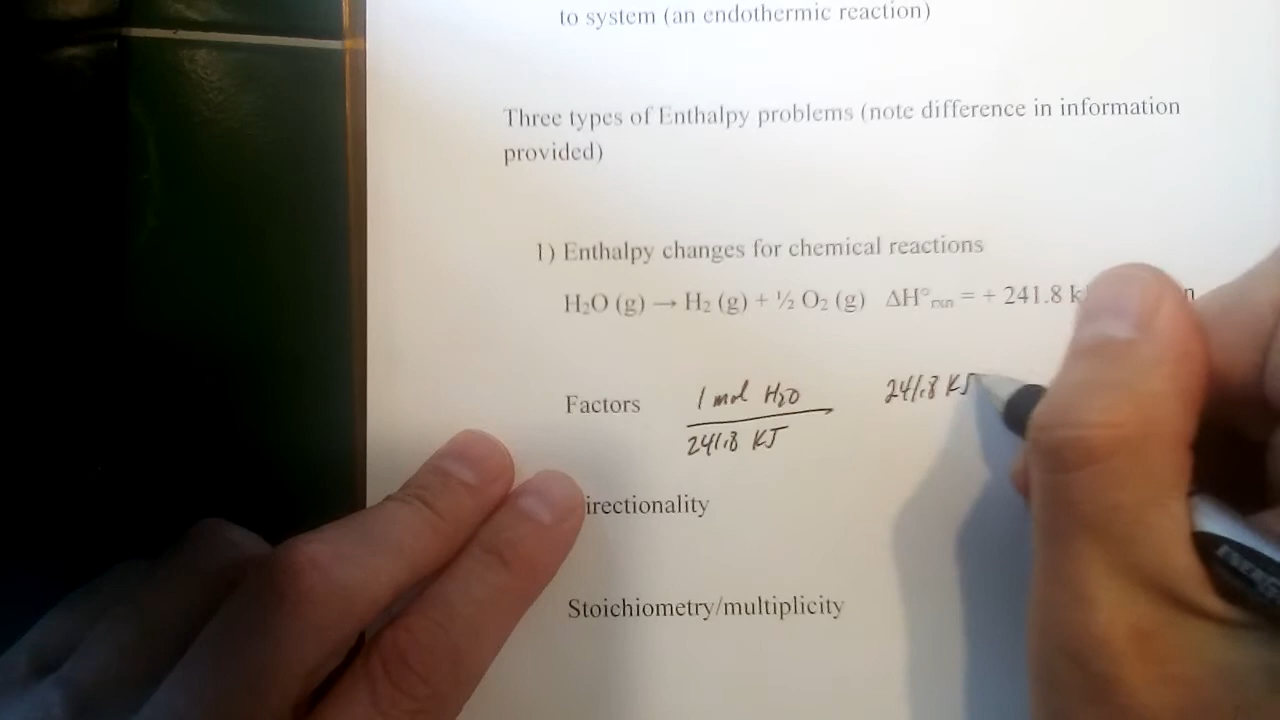 to system (an endothermic reaction)
Three types of Enthalpy problems (note difference in information
provided)
1) Enthalpy changes for chemical reactions
H₂O (g) → H₂ (g) + ½ O₂ (g) ΔH°rxn = + 241.8 k
Factors 1 mol H₂O 241.8 KJ
241.8 KJ
irectionality
Stoichiometry/multiplicity